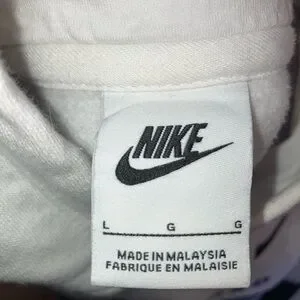 NIKE
L G G
MADE IN MALAYSIA
FABRIQUE EN MALAISIE